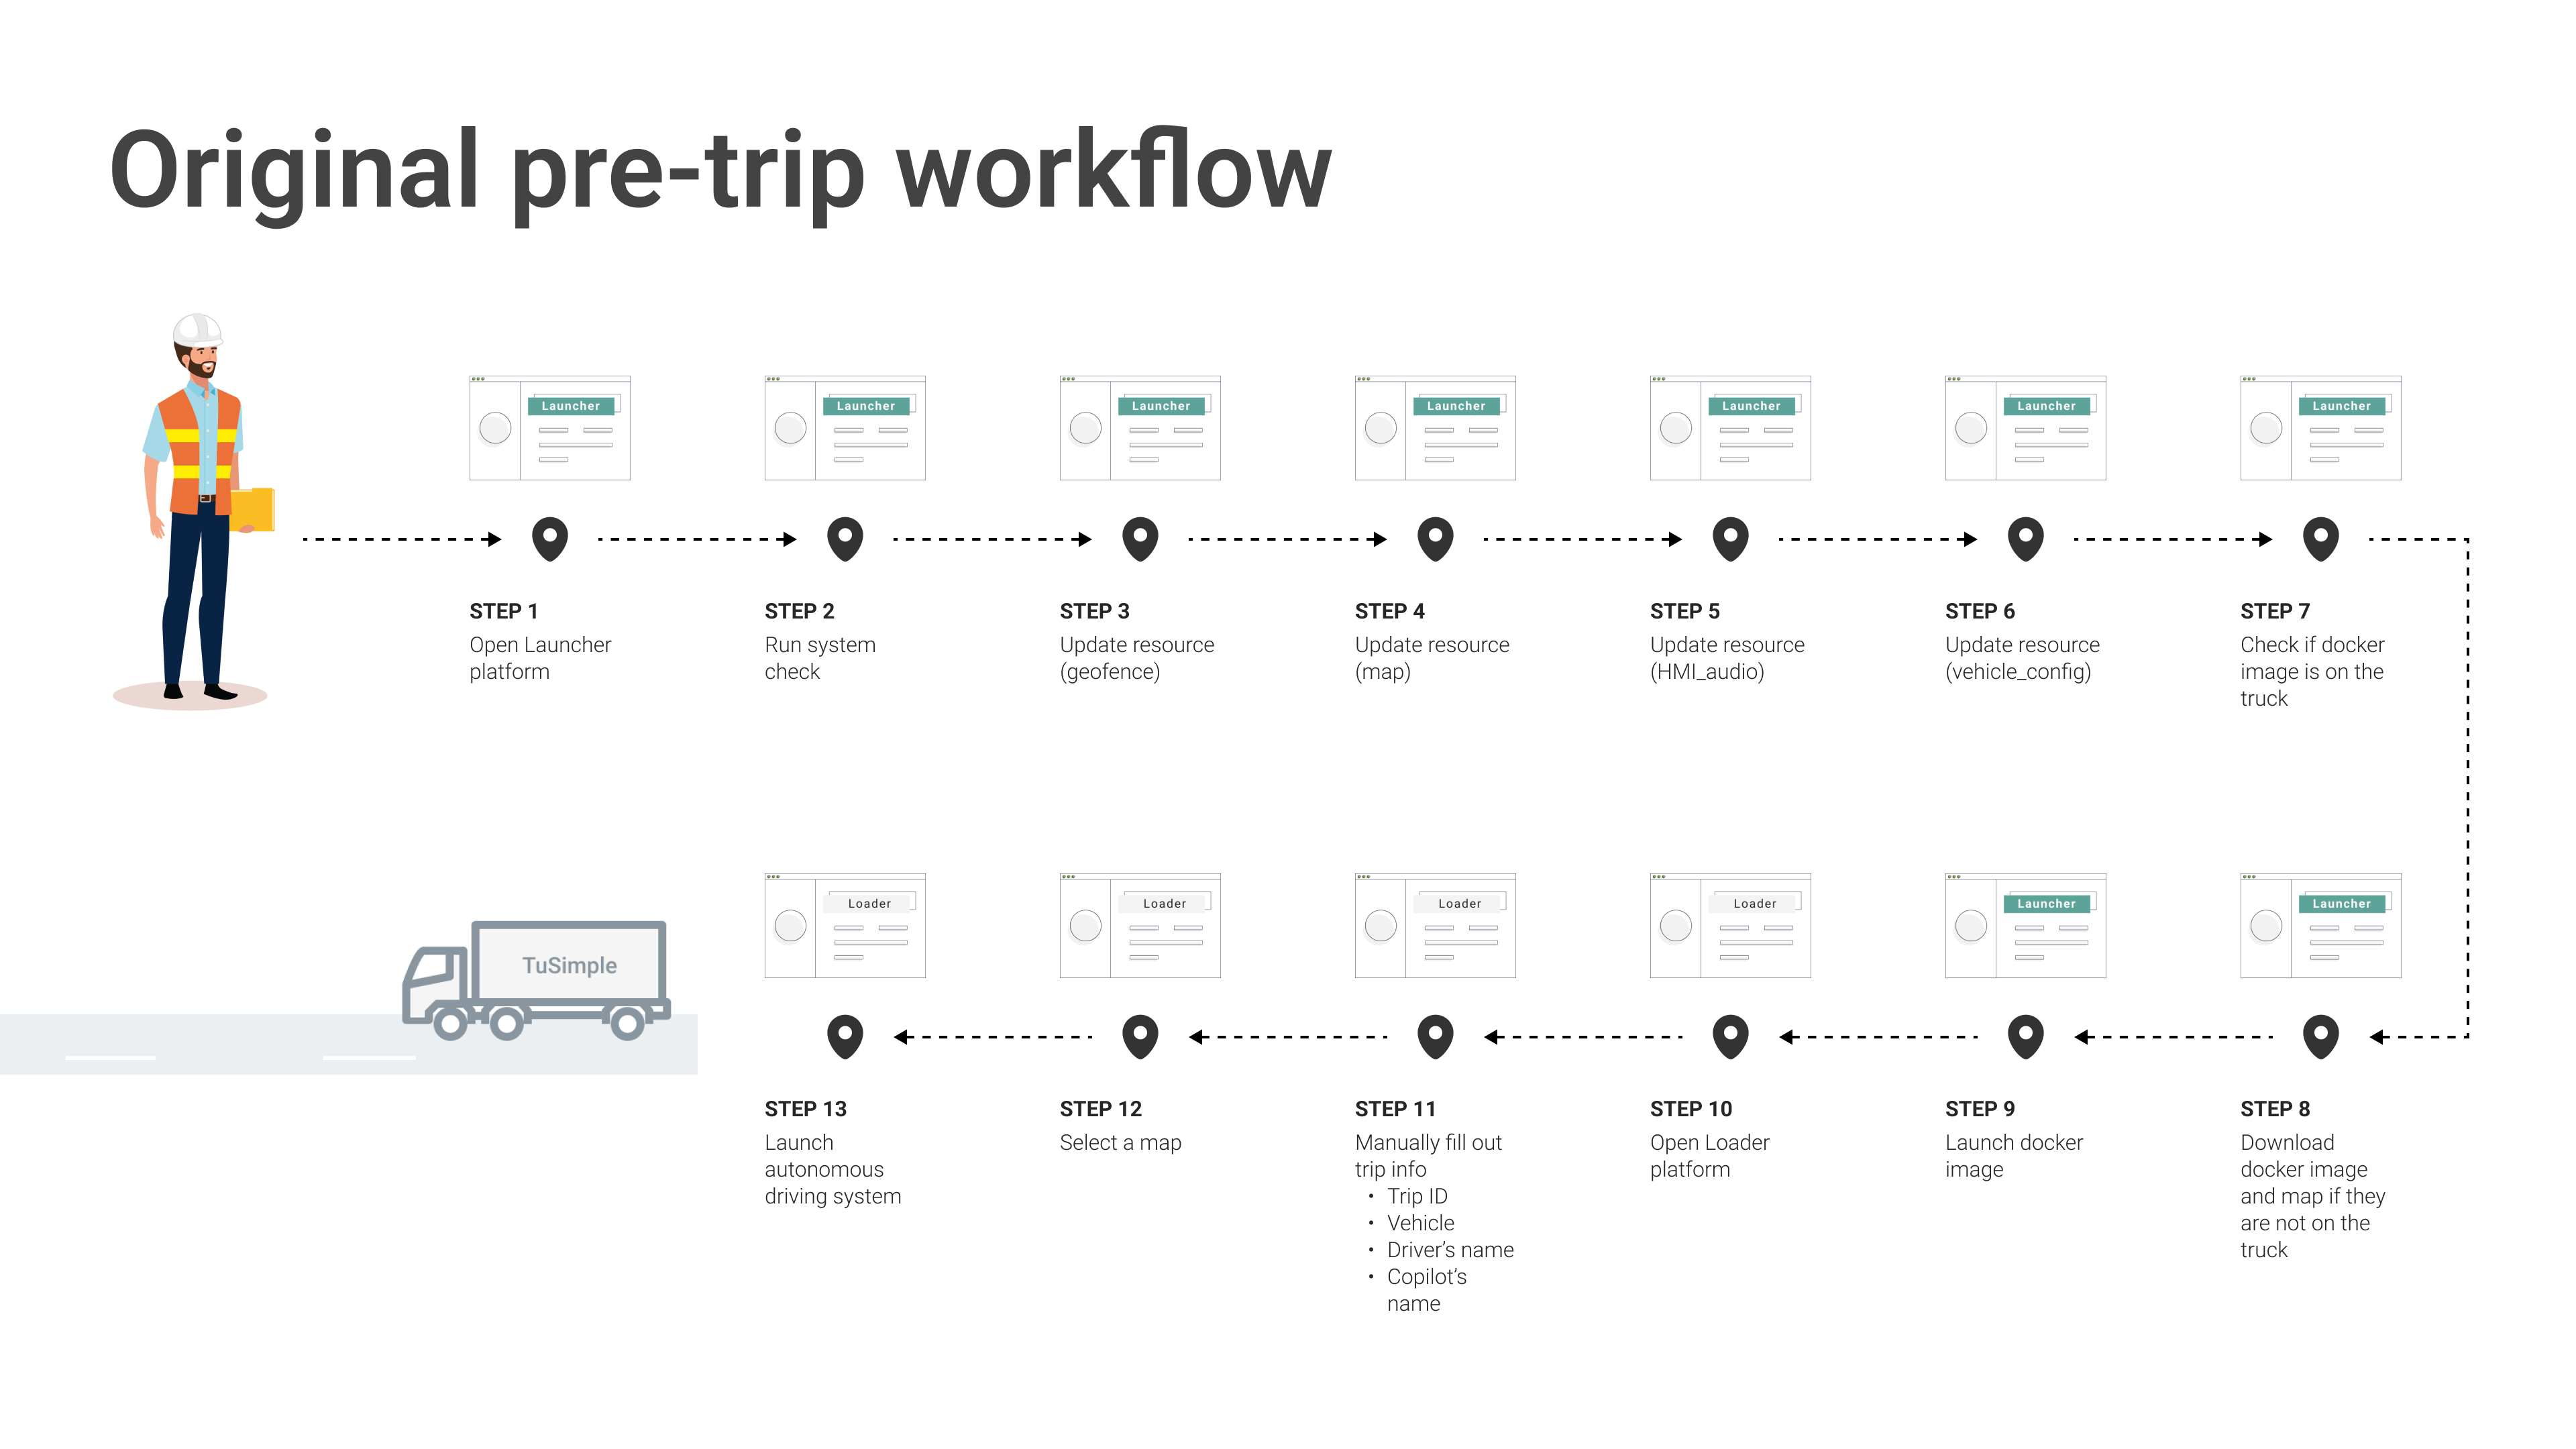 Original pre-trip workflow
Launcher
Launcher
Launcher
Launcher
Launcher
Launcher
Launcher
STEP 1
Open Launcher
platform
STEP 2
Run system
check
STEP 3
Update resource
(geofence)
STEP 4
Update resource
(map)
STEP 5
Update resource
(HMI_audio)
STEP 6
Update resource
(vehicle_config)
STEP 7
Check if docker
image is on the
truck
TuSimple
Loader
Loader
Loader
Loader
Launcher
Launcher
STEP 13
Launch
autonomous
driving system
STEP 12
Select a map
STEP 11
Manually fill out
trip info
• Trip ID
• Vehicle
• Driver’s name
• Copilot’s
name
STEP 10
Open Loader
platform
STEP 9
Launch docker
image
STEP 8
Download
docker image
and map if they
are not on the
truck